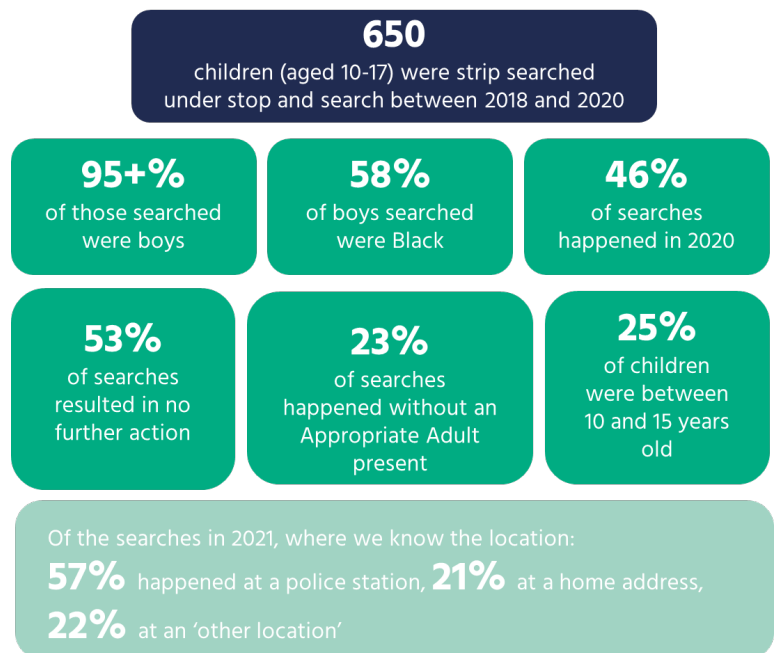 650
children (aged 10-17) were strip searched
under stop and search between 2018 and 2020
95+%
of those searched
were boys
58%
of boys searched
were Black
46%
of searches
happened in 2020
53%
of searches
resulted in no
further action
23%
of searches
happened without an
Appropriate Adult
present
25%
of children
were between
10 and 15 years
old
Of the searches in 2021, where we know the location:
57% happened at a police station, 21% at a home address,
22% at an ‘other location’